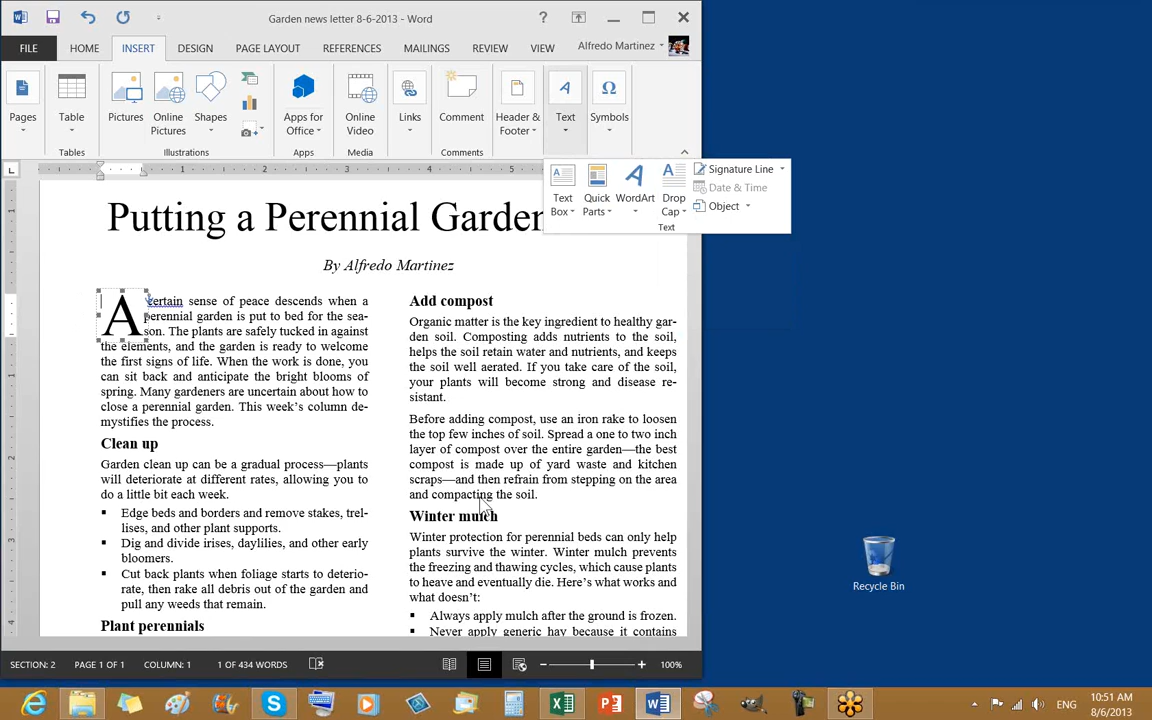 Garden news letter 8-6-2013 - Word
?
FILE HOME INSERT DESIGN PAGE LAYOUT REFERENCES MAILINGS REVIEW VIEW Alfredo Martinez
Pages Table Pictures Online Pictures Shapes Apps for Office Online Video Links Comment Header & Footer Text Symbols
Tables Illustrations Apps Media Comments
Text Box Quick Parts WordArt Drop Cap
Signature Line
Date & Time
Object
Text
Putting a Perennial Garden
By Alfredo Martinez
A certain sense of peace descends when a
perennial garden is put to bed for the sea-
son. The plants are safely tucked in against
the elements, and the garden is ready to welcome
the first signs of life. When the work is done, you
can sit back and anticipate the bright blooms of
spring. Many gardeners are uncertain about how to
close a perennial garden. This week's column de-
mystifies the process.
Clean up
Garden clean up can be a gradual process—plants
will deteriorate at different rates, allowing you to
do a little bit each week.
▪ Edge beds and borders and remove stakes, trel-
lises, and other plant supports.
▪ Dig and divide irises, daylilies, and other early
bloomers.
▪ Cut back plants when foliage starts to deterio-
rate, then rake all debris out of the garden and
pull any weeds that remain.
Plant perennials
Add compost
Organic matter is the key ingredient to healthy gar-
den soil. Composting adds nutrients to the soil,
helps the soil retain water and nutrients, and keeps
the soil well aerated. If you take care of the soil,
your plants will become strong and disease re-
sistant.
Before adding compost, use an iron rake to loosen
the top few inches of soil. Spread a one to two inch
layer of compost over the entire garden—the best
compost is made up of yard waste and kitchen
scraps—and then refrain from stepping on the area
and compacting the soil.
Winter mulch
Winter protection for perennial beds can only help
plants survive the winter. Winter mulch prevents
the freezing and thawing cycles, which cause plants
to heave and eventually die. Here's what works and
what doesn't:
▪ Always apply mulch after the ground is frozen.
▪ Never apply generic hay because it contains
SECTION: 2 PAGE 1 OF 1 COLUMN: 1 1 OF 434 WORDS 100%
Recycle Bin
ENG
10:51 AM
8/6/2013